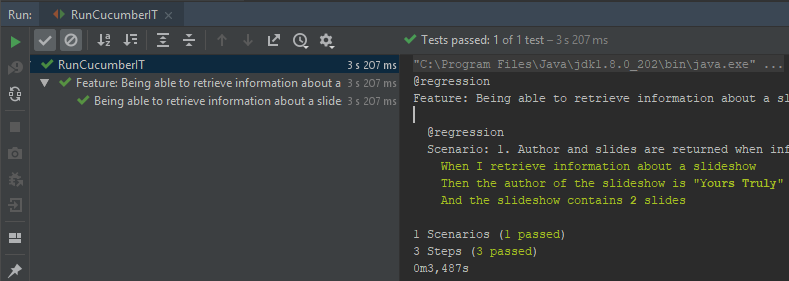 Run: RunCucumberIT
Tests passed: 1 of 1 test – 3 s 207 ms
RunCucumberIT 3 s 207 ms
Feature: Being able to retrieve information about a 3 s 207 ms
Being able to retrieve information about a slide 3 s 207 ms
"C:\Program Files\Java\jdk1.8.0_202\bin\java.exe" ...
@regression
Feature: Being able to retrieve information about a sl
@regression
Scenario: 1. Author and slides are returned when inf
When I retrieve information about a slideshow
Then the author of the slideshow is "Yours Truly"
And the slideshow contains 2 slides
1 Scenarios (1 passed)
3 Steps (3 passed)
0m3,487s